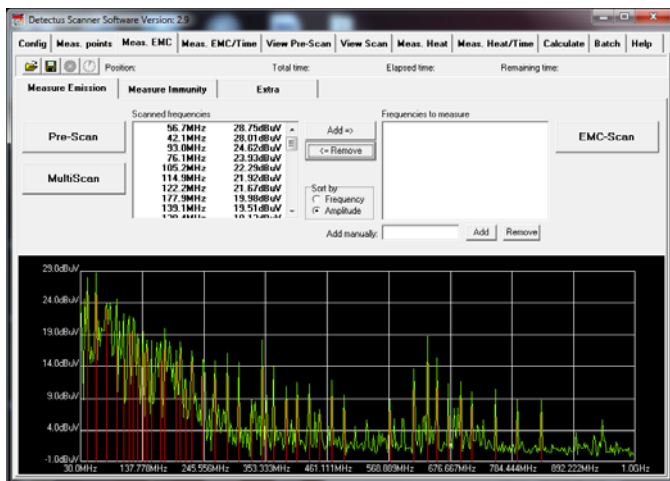 Detectus Scanner Software Version: 2.9
Config Meas. points Meas. EMC Meas. EMC/Time View Pre-Scan View Scan Meas. Heat Meas. Heat/Time Calculate Batch Help
Position: Total time: Elapsed time: Remaining time:
Measure Emission Measure Immunity Extra
Scanned frequencies Frequencies to measure
Pre-Scan
MultiScan
56.7MHz 28.75dBuV
42.1MHz 28.01dBuV
93.0MHz 24.62dBuV
76.1MHz 23.93dBuV
105.2MHz 22.29dBuV
114.9MHz 21.92dBuV
122.2MHz 21.67dBuV
177.9MHz 19.98dBuV
139.1MHz 19.51dBuV
Add =>
<= Remove
Sort by
Frequency
Amplitude
EMC-Scan
Add manually: Add Remove
29.0dBuV
24.0dBuV
19.0dBuV
14.0dBuV
9.0dBuV
4.0dBuV
-1.0dBuV
30.0MHz 137.778MHz 245.556MHz 353.333MHz 461.111MHz 568.889MHz 676.667MHz 784.444MHz 892.222MHz 1.0GHz